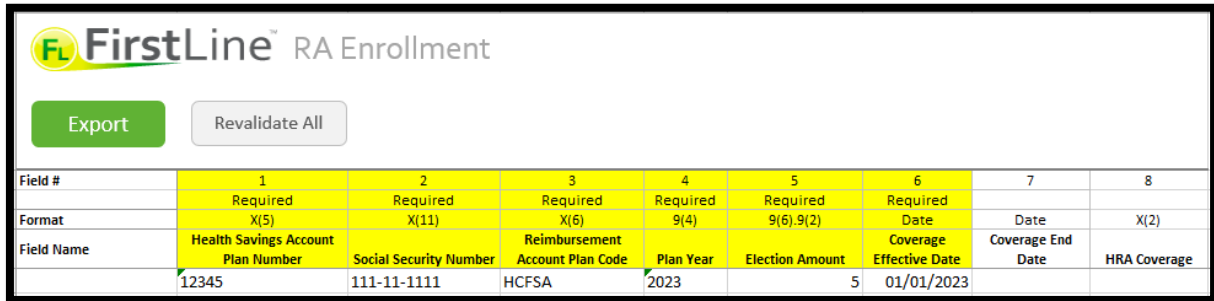 FL FirstLine™ RA Enrollment
Export Revalidate All
Field # 1 2 3 4 5 6 7 8
Required Required Required Required Required Required
Format X(5) X(11) X(6) 9(4) 9(6).9(2) Date Date X(2)
Field Name Health Savings Account Plan Number Social Security Number Reimbursement Account Plan Code Plan Year Election Amount Coverage Effective Date Coverage End Date HRA Coverage
12345 111-11-1111 HCFSA 2023 5 01/01/2023